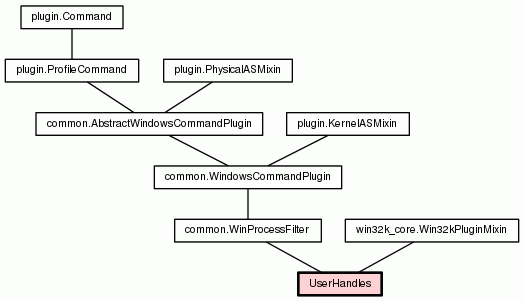 plugin.Command
plugin.ProfileCommand
plugin.PhysicalASMixin
common.AbstractWindowsCommandPlugin
plugin.KernelASMixin
common.WindowsCommandPlugin
common.WinProcessFilter
win32k_core.Win32kPluginMixin
UserHandles